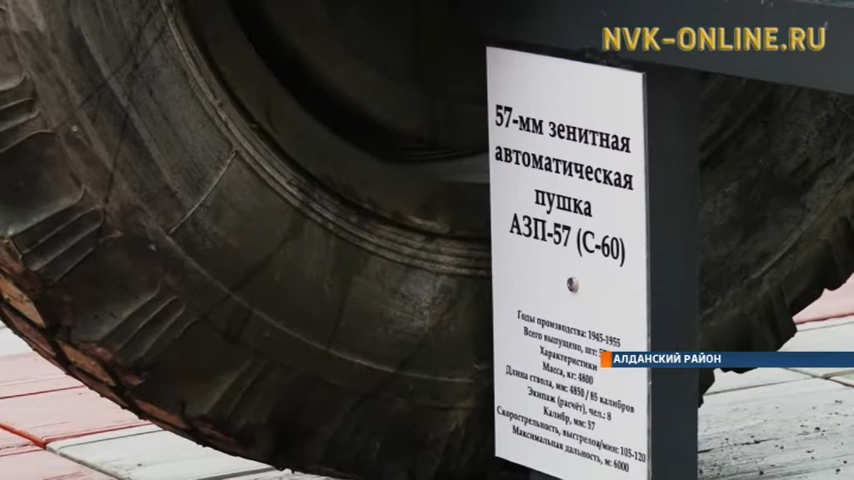 NVK-ONLINE.RU
57-мм зенитная
автоматическая
пушка
АЗП-57 (С-60)
Годы производства: 1945-1955
Всего выпущено, шт:
АЛДАНСКИЙ РАЙОН
Характеристики
Масса, кг: 4800
Длина ствола, мм: 4850 / 85 калибров
Экипаж (расчёт), чел.: 8
Калибр, мм: 57
Скорострельность, выстрелов/мин: 105-120
Максимальная дальность, м: 6000